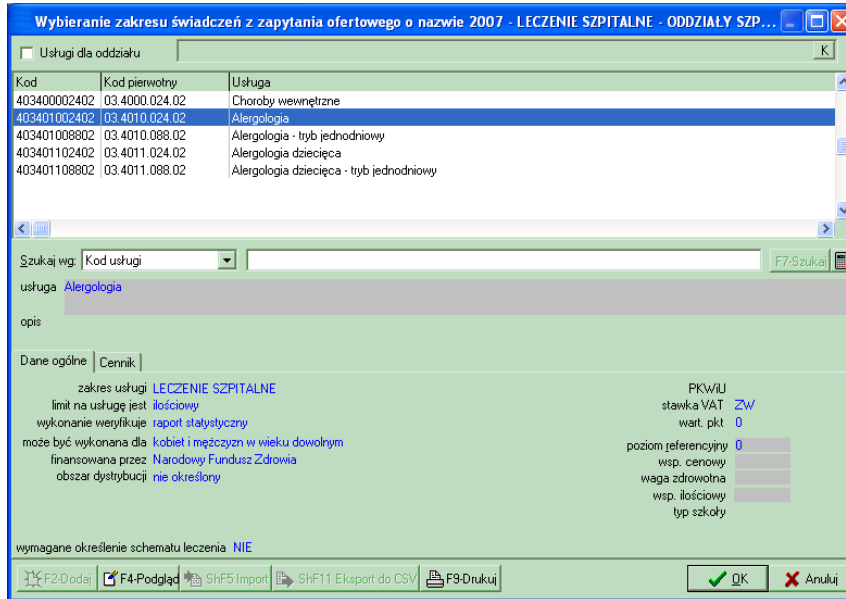 Wybieranie zakresu świadczeń z zapytania ofertowego o nazwie 2007 - LECZENIE SZPITALNE - ODDZIAŁY SZP...
Usługi dla oddziału K
Kod Kod pierwotny Usługa
403400002402 03.4000.024.02 Choroby wewnętrzne
403401002402 03.4010.024.02 Alergologia
403401008802 03.4010.088.02 Alergologia - tryb jednodniowy
403401102402 03.4011.024.02 Alergologia dziecięca
403401108802 03.4011.088.02 Alergologia dziecięca - tryb jednodniowy
Szukaj wg: Kod usługi F7-Szukaj
usługa Alergologia
opis
Dane ogólne Cennik
zakres usługi LECZENIE SZPITALNE PKWiU
limit na usługę jest ilościowy stawka VAT ZW
wykonanie weryfikuje raport statystyczny wart. pkt 0
może być wykonana dla kobiet i mężczyzn w wieku dowolnym poziom referencyjny 0
finansowana przez Narodowy Fundusz Zdrowia wsp. cenowy
obszar dystrybucji nie określony waga zdrowotna
wsp. ilościowy
typ szkoły
wymagane określenie schematu leczenia NIE
F2-Dodaj F4-Podgląd ShF5 Import ShF11 Eksport do CSV F9-Drukuj OK Anuluj